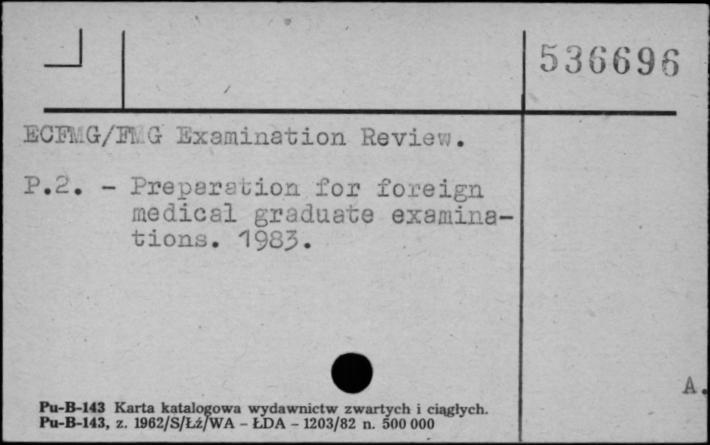 536696
ECFMG/FMG Examination Review.
P.2. - Preparation for foreign
medical graduate examina-
tions. 1983.
A.
Pu-B-143 Karta katalogowa wydawnictw zwartych i ciągłych.
Pu-B-143, z. 1962/S/Łź/WA - ŁDA - 1203/82 n. 500 000